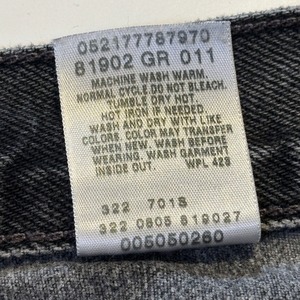 052177787970
81902 GR 011
MACHINE WASH WARM.
NORMAL CYCLE DO NOT BLEACH.
TUMBLE DRY HOT.
HOT IRON IF NEEDED.
WASH AND DRY WITH LIKE
COLORS. COLOR MAY TRANSFER
WHEN NEW. WASH BEFORE
WEARING. WASH GARMENT
INSIDE OUT. WPL 423
322 701S
322 0805 819027
005050260